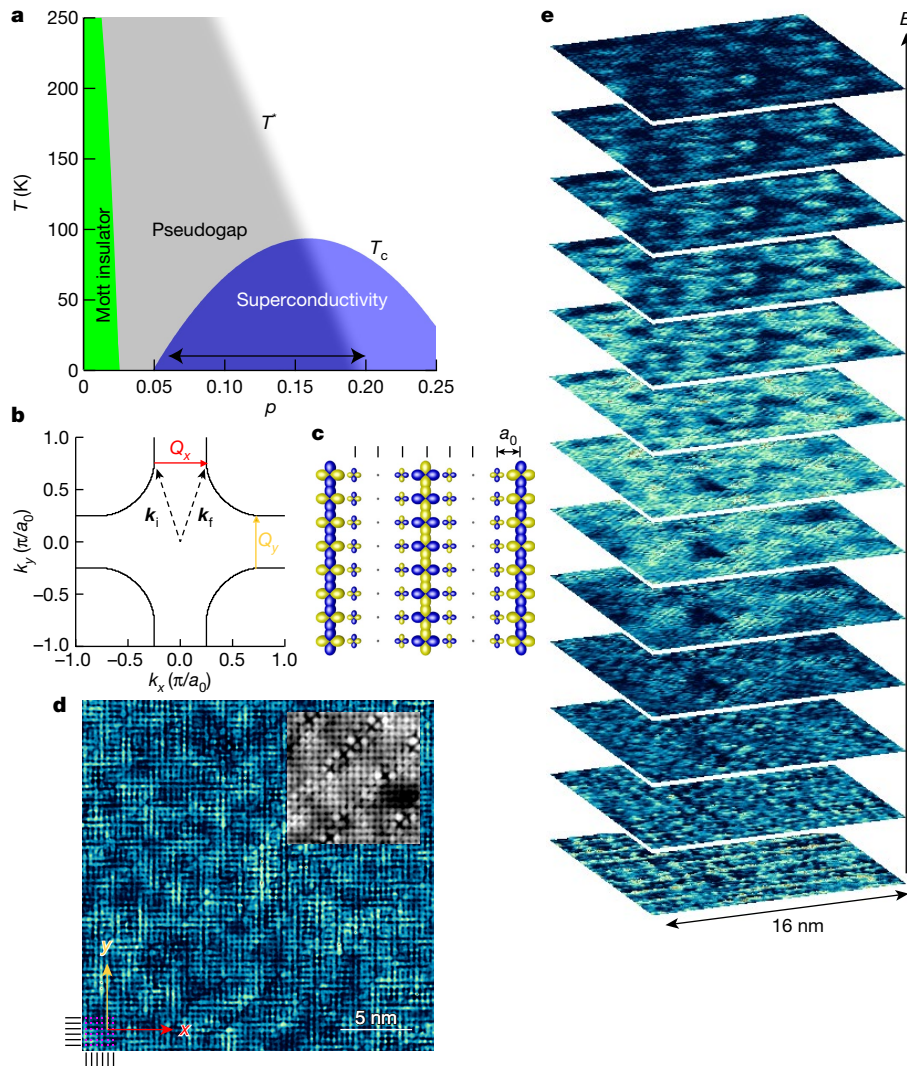 a
250
200
150
100
50
0
T (K)
Mott insulator
Pseudogap
T*
Tc
Superconductivity
0
0.05
0.10
0.15
0.20
0.25
p
b
1.0
0.5
0.0
−0.5
−1.0
ky (π/a0)
Qx
ki
kf
Qy
−1.0
−0.5
0.0
0.5
1.0
kx (π/a0)
c
a0
d
y
x
5 nm
e
E
16 nm